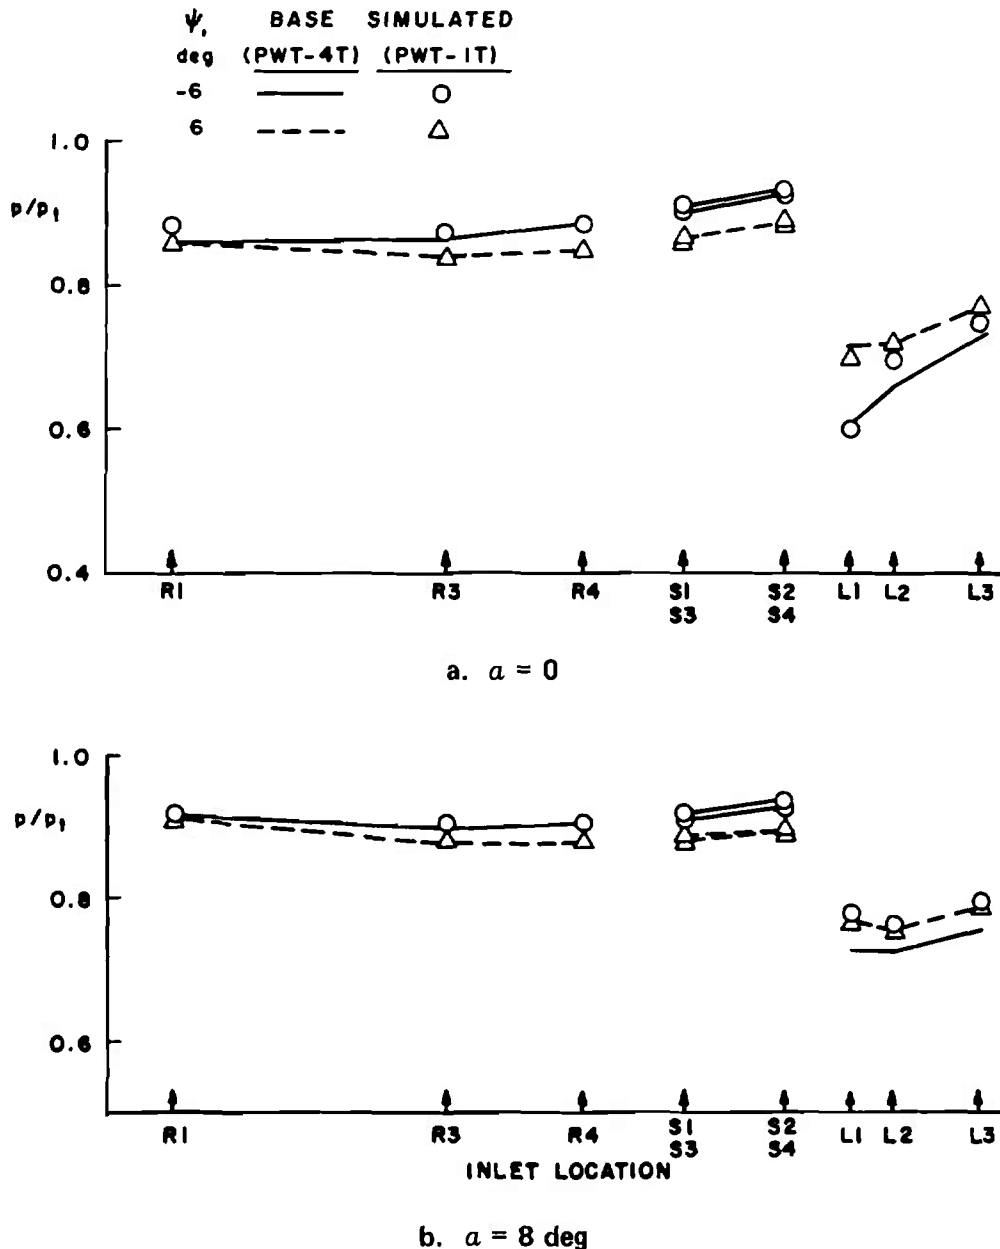 ψ, BASE SIMULATED
deg (PWT-4T) (PWT-1T)
-6
6
1.0
p/pt
0.8
0.6
0.4
R1 R3 R4 S1 S2 L1 L2 L3
S3 S4
a. α = 0
1.0
p/pt
0.8
0.6
R1 R3 R4 S1 S2 L1 L2 L3
S3 S4
INLET LOCATION
b. α = 8 deg